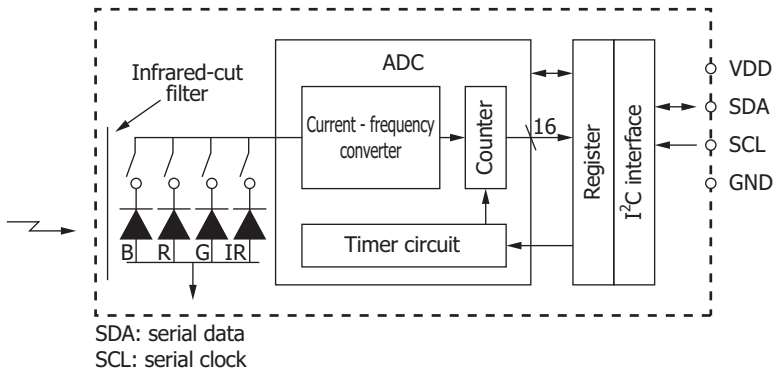 ADC
Infrared-cut
filter
Current - frequency
converter
Counter
16
Register
I²C interface
VDD
SDA
SCL
GND
B R G IR
Timer circuit
SDA: serial data
SCL: serial clock